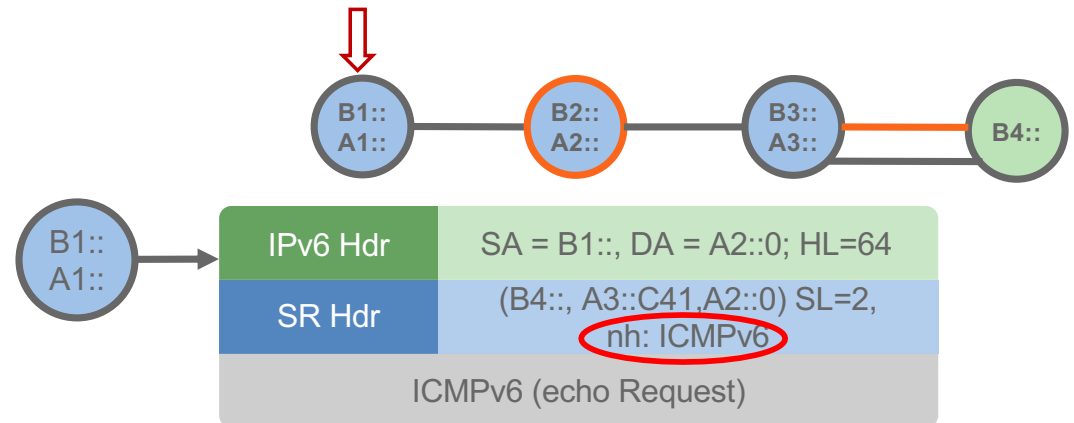 B1::
A1::
B2::
A2::
B3::
A3::
B4::
B1::
A1::
IPv6 Hdr
SA = B1::, DA = A2::0; HL=64
SR Hdr
(B4::, A3::C41,A2::0) SL=2,
nh: ICMPv6
ICMPv6 (echo Request)